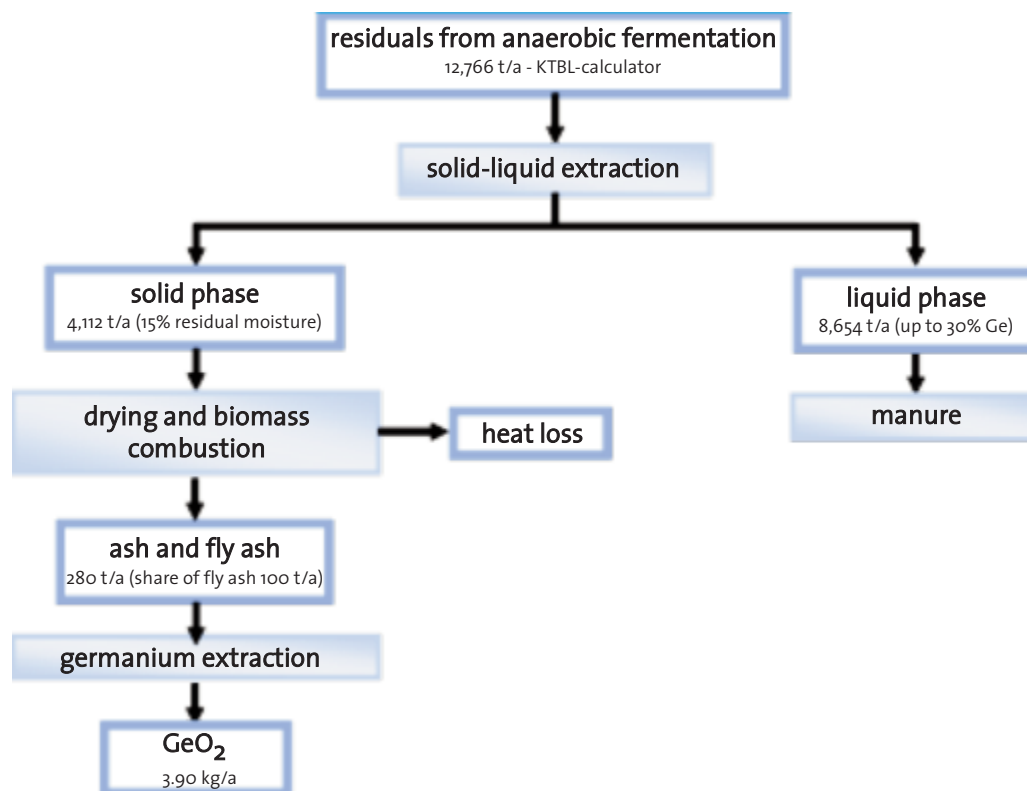 residuals from anaerobic fermentation
12,766 t/a - KTBL-calculator
solid-liquid extraction
solid phase
4,112 t/a (15% residual moisture)
liquid phase
8,654 t/a (up to 30% Ge)
drying and biomass
combustion
heat loss
manure
ash and fly ash
280 t/a (share of fly ash 100 t/a)
germanium extraction
GeO₂
3.90 kg/a